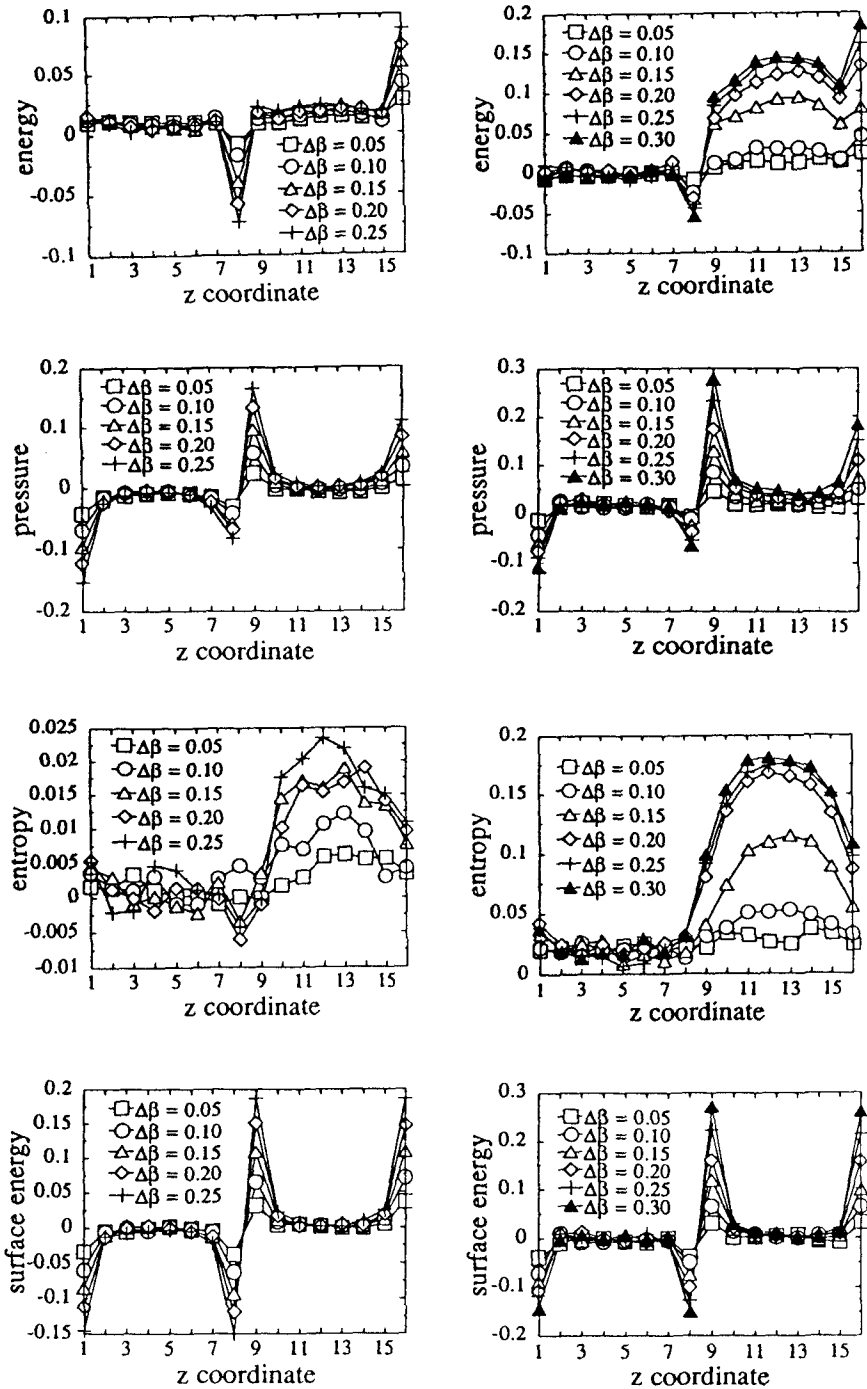 0.1
0.05
0
-0.05
-0.1
energy
Δβ = 0.05
Δβ = 0.10
Δβ = 0.15
Δβ = 0.20
Δβ = 0.25
1 3 5 7 9 11 13 15
z coordinate
0.2
0.15
0.1
0.05
0
-0.05
-0.1
energy
Δβ = 0.05
Δβ = 0.10
Δβ = 0.15
Δβ = 0.20
Δβ = 0.25
Δβ = 0.30
1 3 5 7 9 11 13 15
z coordinate
0.2
0.1
0
-0.1
-0.2
pressure
Δβ = 0.05
Δβ = 0.10
Δβ = 0.15
Δβ = 0.20
Δβ = 0.25
1 3 5 7 9 11 13 15
z coordinate
0.3
0.2
0.1
0
-0.1
-0.2
pressure
Δβ = 0.05
Δβ = 0.10
Δβ = 0.15
Δβ = 0.20
Δβ = 0.25
Δβ = 0.30
1 3 5 7 9 11 13 15
z coordinate
0.025
0.02
0.015
0.01
0.005
0
-0.005
-0.01
entropy
Δβ = 0.05
Δβ = 0.10
Δβ = 0.15
Δβ = 0.20
Δβ = 0.25
1 3 5 7 9 11 13 15
z coordinate
0.2
0.15
0.1
0.05
0
entropy
Δβ = 0.05
Δβ = 0.10
Δβ = 0.15
Δβ = 0.20
Δβ = 0.25
Δβ = 0.30
1 3 5 7 9 11 13 15
z coordinate
0.2
0.15
0.1
0.05
0
-0.05
-0.1
-0.15
surface energy
Δβ = 0.05
Δβ = 0.10
Δβ = 0.15
Δβ = 0.20
Δβ = 0.25
1 3 5 7 9 11 13 15
z coordinate
0.3
0.2
0.1
0
-0.1
-0.2
surface energy
Δβ = 0.05
Δβ = 0.10
Δβ = 0.15
Δβ = 0.20
Δβ = 0.25
Δβ = 0.30
1 3 5 7 9 11 13 15
z coordinate